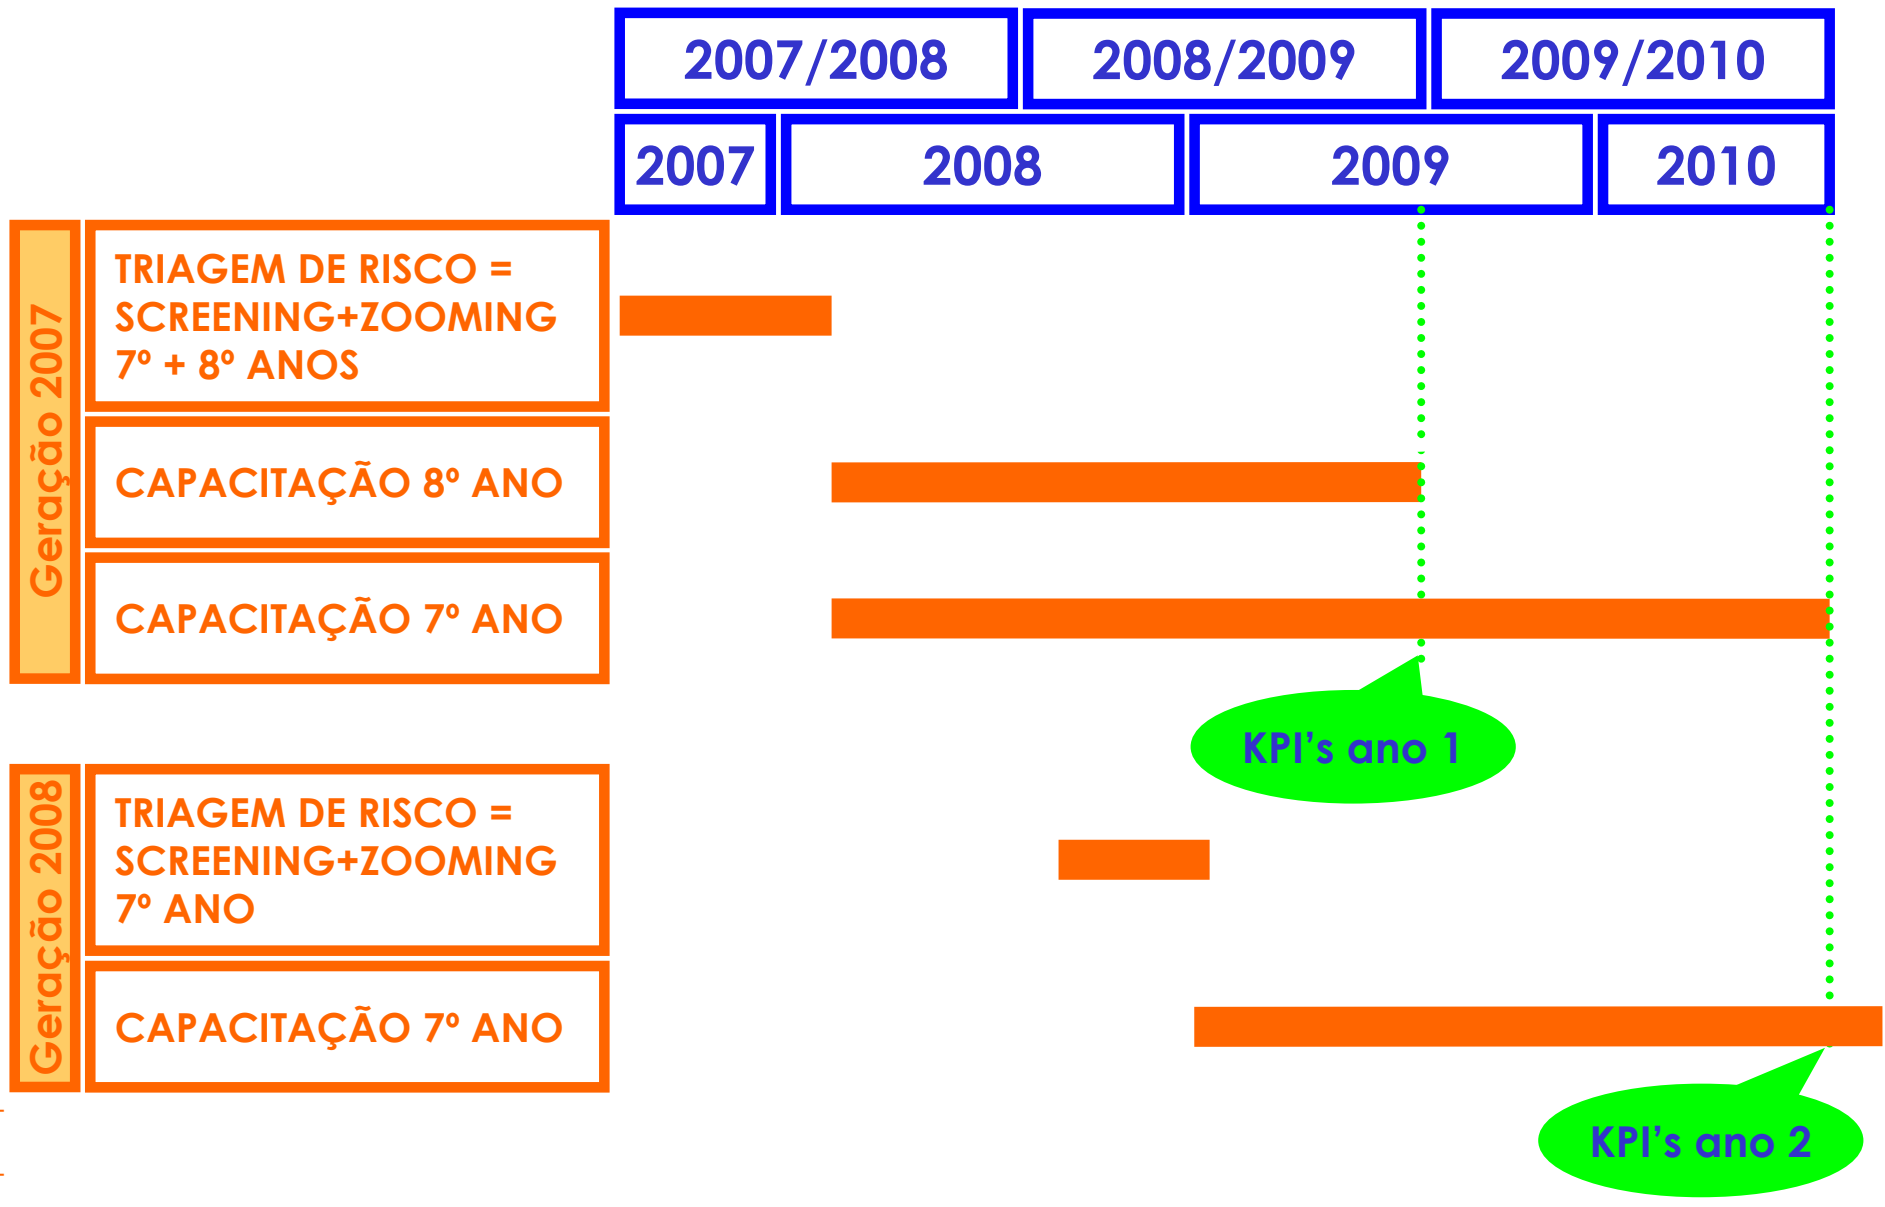 2007/2008
2008/2009
2009/2010
2007
2008
2009
2010
Geração 2007
TRIAGEM DE RISCO =
SCREENING+ZOOMING
7º + 8º ANOS
CAPACITAÇÃO 8º ANO
CAPACITAÇÃO 7º ANO
KPI’s ano 1
Geração 2008
TRIAGEM DE RISCO =
SCREENING+ZOOMING
7º ANO
CAPACITAÇÃO 7º ANO
KPI’s ano 2